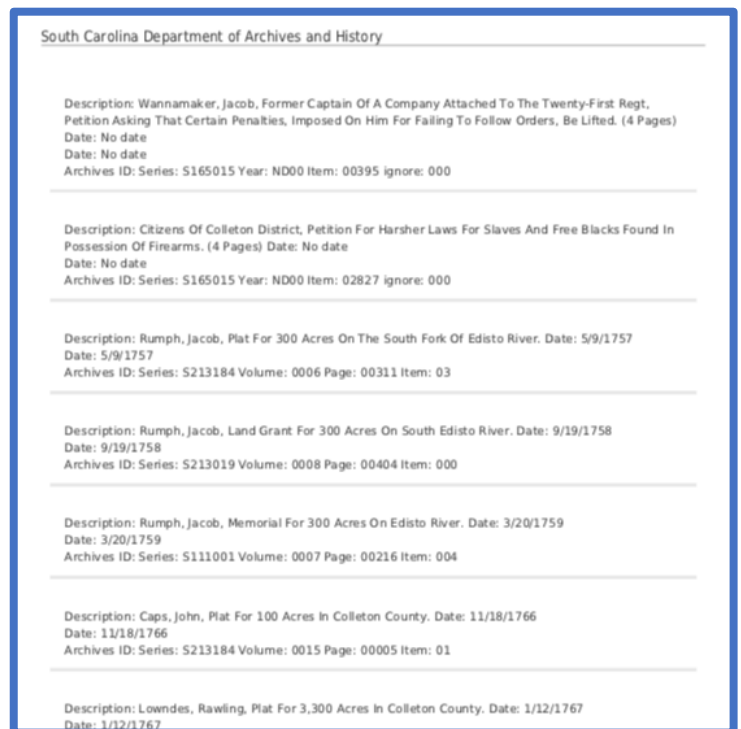 South Carolina Department of Archives and History
Description: Wannamaker, Jacob, Former Captain Of A Company Attached To The Twenty-First Regt,
Petition Asking That Certain Penalties, Imposed On Him For Failing To Follow Orders, Be Lifted. (4 Pages)
Date: No date
Date: No date
Archives ID: Series: S165015 Year: ND00 Item: 00395 ignore: 000
Description: Citizens Of Colleton District, Petition For Harsher Laws For Slaves And Free Blacks Found In
Possession Of Firearms. (4 Pages) Date: No date
Date: No date
Archives ID: Series: S165015 Year: ND00 Item: 02827 ignore: 000
Description: Rumph, Jacob, Plat For 300 Acres On The South Fork Of Edisto River. Date: 5/9/1757
Date: 5/9/1757
Archives ID: Series: S213184 Volume: 0006 Page: 00311 Item: 03
Description: Rumph, Jacob, Land Grant For 300 Acres On South Edisto River. Date: 9/19/1758
Date: 9/19/1758
Archives ID: Series: S213019 Volume: 0008 Page: 00404 Item: 000
Description: Rumph, Jacob, Memorial For 300 Acres On Edisto River. Date: 3/20/1759
Date: 3/20/1759
Archives ID: Series: S111001 Volume: 0007 Page: 00216 Item: 004
Description: Caps, John, Plat For 100 Acres In Colleton County. Date: 11/18/1766
Date: 11/18/1766
Archives ID: Series: S213184 Volume: 0015 Page: 00005 Item: 01
Description: Lowndes, Rawling, Plat For 3,300 Acres In Colleton County. Date: 1/12/1767
Date: 1/12/1767